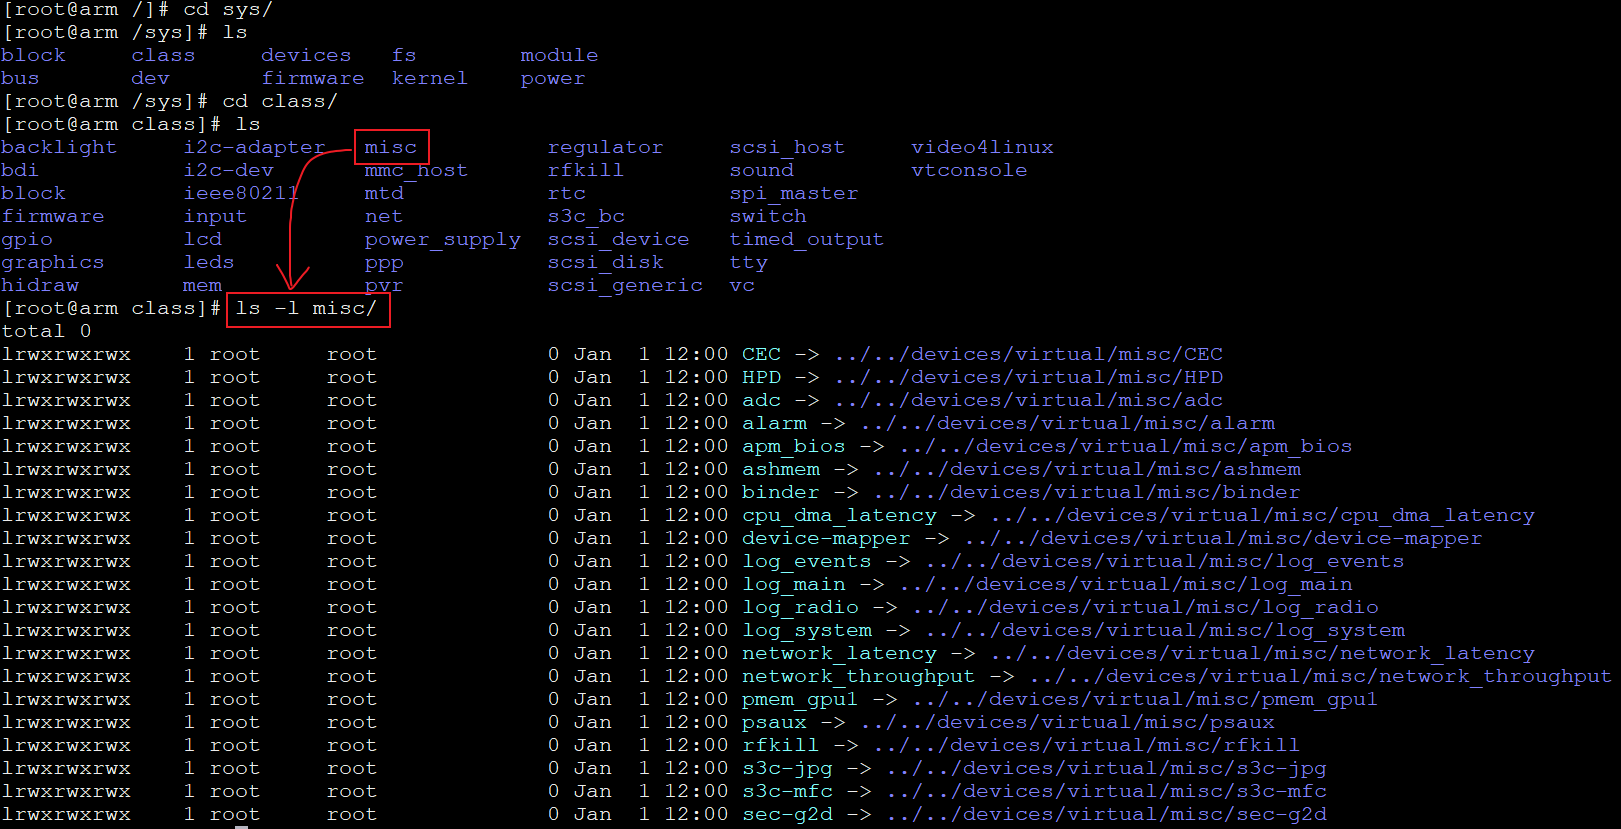 [root@arm /]# cd sys/
[root@arm /sys]# ls
block class devices fs module
bus dev firmware kernel power
[root@arm /sys]# cd class/
[root@arm class]# ls
backlight i2c-adapter misc regulator scsi_host video4linux
bdi i2c-dev mmc_host rfkill sound vtconsole
block ieee80211 mtd rtc spi_master
firmware input net s3c_bc switch
gpio lcd power_supply scsi_device timed_output
graphics leds ppp scsi_disk tty
hidraw mem pvr scsi_generic vc
[root@arm class]# ls -l misc/
total 0
lrwxrwxrwx 1 root root 0 Jan 1 12:00 CEC -> ../../devices/virtual/misc/CEC
lrwxrwxrwx 1 root root 0 Jan 1 12:00 HPD -> ../../devices/virtual/misc/HPD
lrwxrwxrwx 1 root root 0 Jan 1 12:00 adc -> ../../devices/virtual/misc/adc
lrwxrwxrwx 1 root root 0 Jan 1 12:00 alarm -> ../../devices/virtual/misc/alarm
lrwxrwxrwx 1 root root 0 Jan 1 12:00 apm_bios -> ../../devices/virtual/misc/apm_bios
lrwxrwxrwx 1 root root 0 Jan 1 12:00 ashmem -> ../../devices/virtual/misc/ashmem
lrwxrwxrwx 1 root root 0 Jan 1 12:00 binder -> ../../devices/virtual/misc/binder
lrwxrwxrwx 1 root root 0 Jan 1 12:00 cpu_dma_latency -> ../../devices/virtual/misc/cpu_dma_latency
lrwxrwxrwx 1 root root 0 Jan 1 12:00 device-mapper -> ../../devices/virtual/misc/device-mapper
lrwxrwxrwx 1 root root 0 Jan 1 12:00 log_events -> ../../devices/virtual/misc/log_events
lrwxrwxrwx 1 root root 0 Jan 1 12:00 log_main -> ../../devices/virtual/misc/log_main
lrwxrwxrwx 1 root root 0 Jan 1 12:00 log_radio -> ../../devices/virtual/misc/log_radio
lrwxrwxrwx 1 root root 0 Jan 1 12:00 log_system -> ../../devices/virtual/misc/log_system
lrwxrwxrwx 1 root root 0 Jan 1 12:00 network_latency -> ../../devices/virtual/misc/network_latency
lrwxrwxrwx 1 root root 0 Jan 1 12:00 network_throughput -> ../../devices/virtual/misc/network_throughput
lrwxrwxrwx 1 root root 0 Jan 1 12:00 pmem_gpu1 -> ../../devices/virtual/misc/pmem_gpu1
lrwxrwxrwx 1 root root 0 Jan 1 12:00 psaux -> ../../devices/virtual/misc/psaux
lrwxrwxrwx 1 root root 0 Jan 1 12:00 rfkill -> ../../devices/virtual/misc/rfkill
lrwxrwxrwx 1 root root 0 Jan 1 12:00 s3c-jpg -> ../../devices/virtual/misc/s3c-jpg
lrwxrwxrwx 1 root root 0 Jan 1 12:00 s3c-mfc -> ../../devices/virtual/misc/s3c-mfc
lrwxrwxrwx 1 root root 0 Jan 1 12:00 sec-g2d -> ../../devices/virtual/misc/sec-g2d